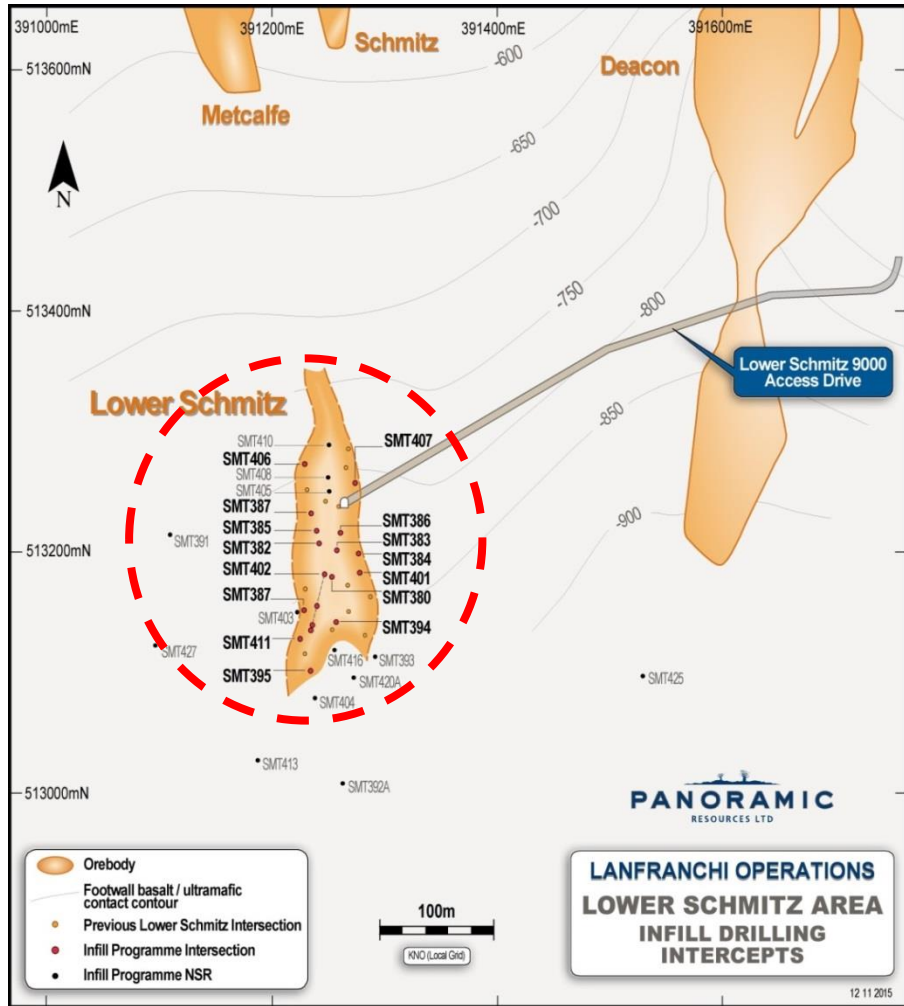 391000mE
391200mE
391400mE
391600mE
Schmitz
Deacon
513600mN
-600
Metcalfe
-650
N
-700
-750
513400mN
-800
Lower Schmitz 9000
Access Drive
Lower Schmitz
-850
SMT410
SMT407
SMT406
SMT408
SMT405
SMT387
SMT386
-900
SMT385
SMT383
SMT391
SMT382
SMT384
513200mN
SMT402
SMT401
SMT387
SMT380
SMT403
SMT394
SMT411
SMT427
SMT416
SMT393
SMT395
SMT420A
SMT425
SMT404
SMT413
SMT392A
513000mN
PANORAMIC
RESOURCES LTD
Orebody
Footwall basalt / ultramafic
contact contour
Previous Lower Schmitz Intersection
Infill Programme Intersection
Infill Programme NSR
100m
KNO (Local Grid)
LANFRANCHI OPERATIONS
LOWER SCHMITZ AREA
INFILL DRILLING
INTERCEPTS
12 11 2015